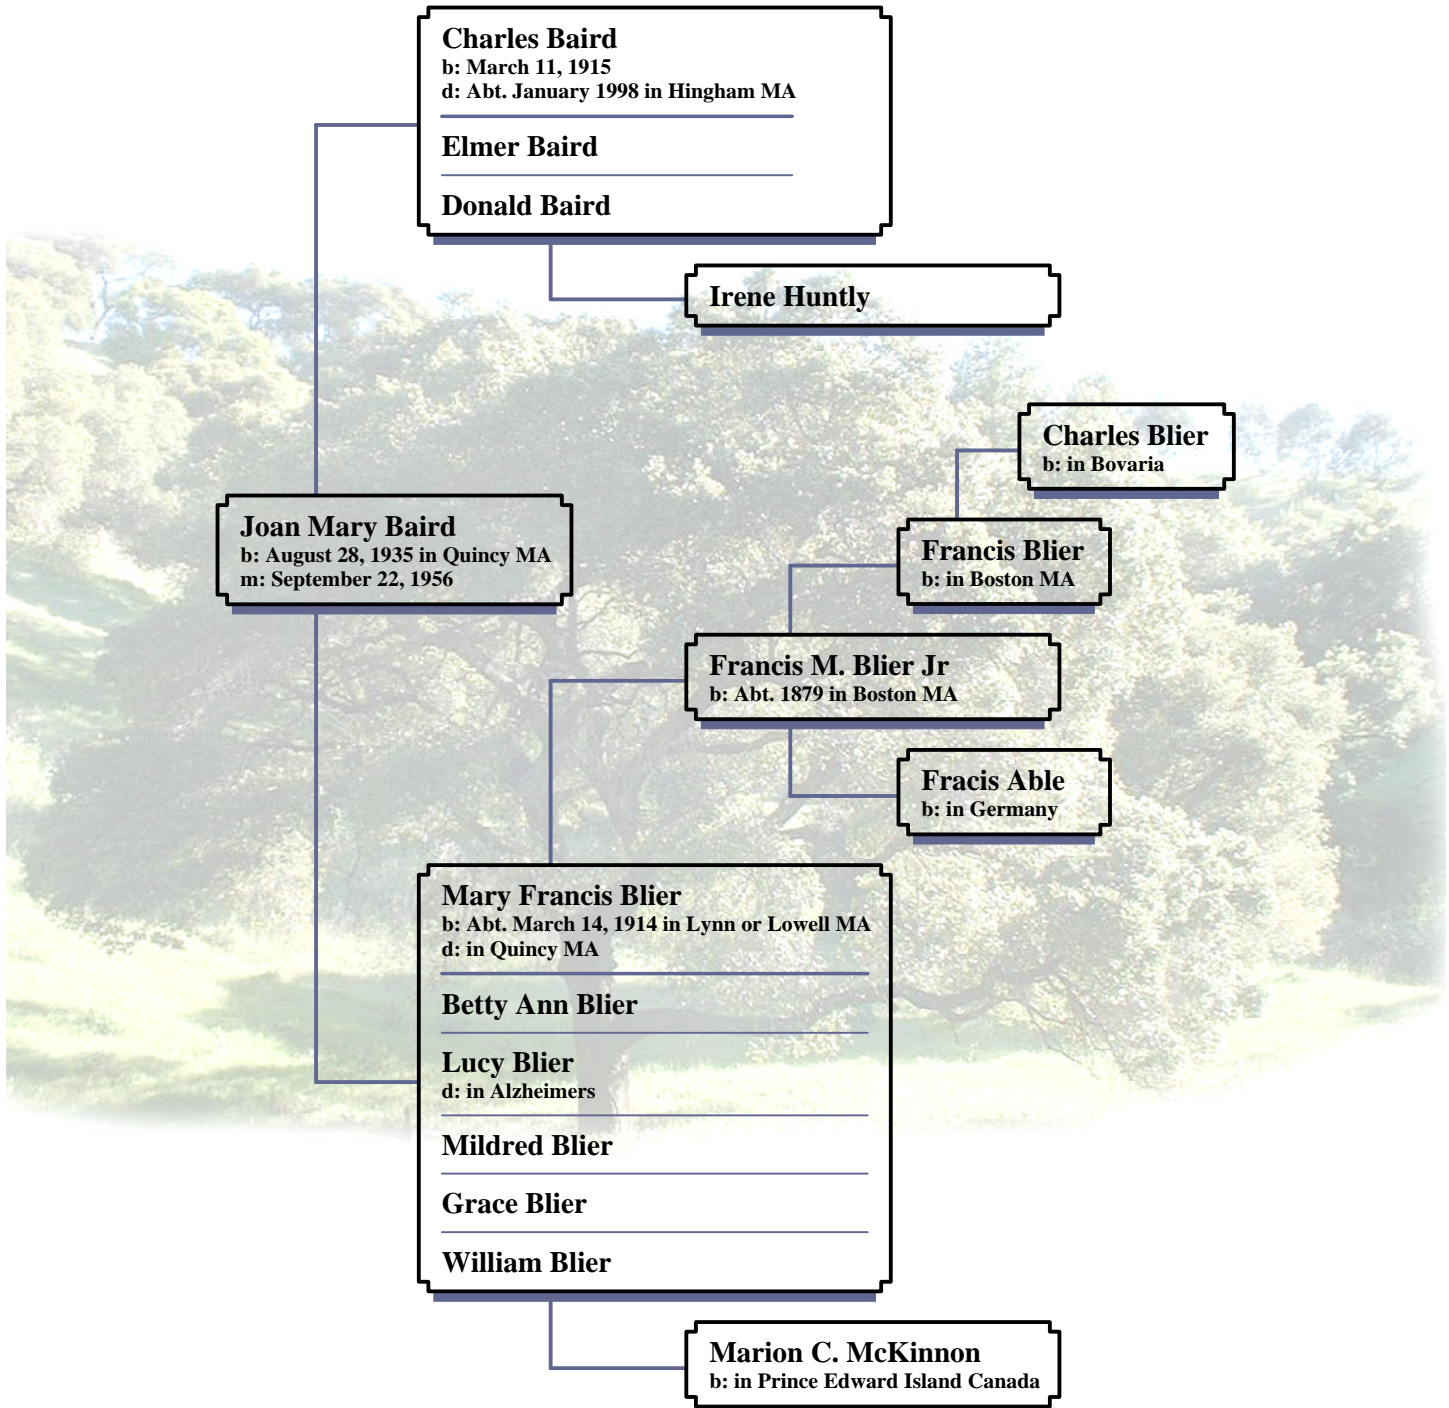 Charles Baird
b: March 11, 1915
d: Abt. January 1998 in Hingham MA
Elmer Baird
Donald Baird
Irene Huntly
Charles Blier
b: in Bovaria
Joan Mary Baird
b: August 28, 1935 in Quincy MA
m: September 22, 1956
Francis Blier
b: in Boston MA
Francis M. Blier Jr
b: Abt. 1879 in Boston MA
Fracis Able
b: in Germany
Mary Francis Blier
b: Abt. March 14, 1914 in Lynn or Lowell MA
d: in Quincy MA
Betty Ann Blier
Lucy Blier
d: in Alzheimers
Mildred Blier
Grace Blier
William Blier
Marion C. McKinnon
b: in Prince Edward Island Canada